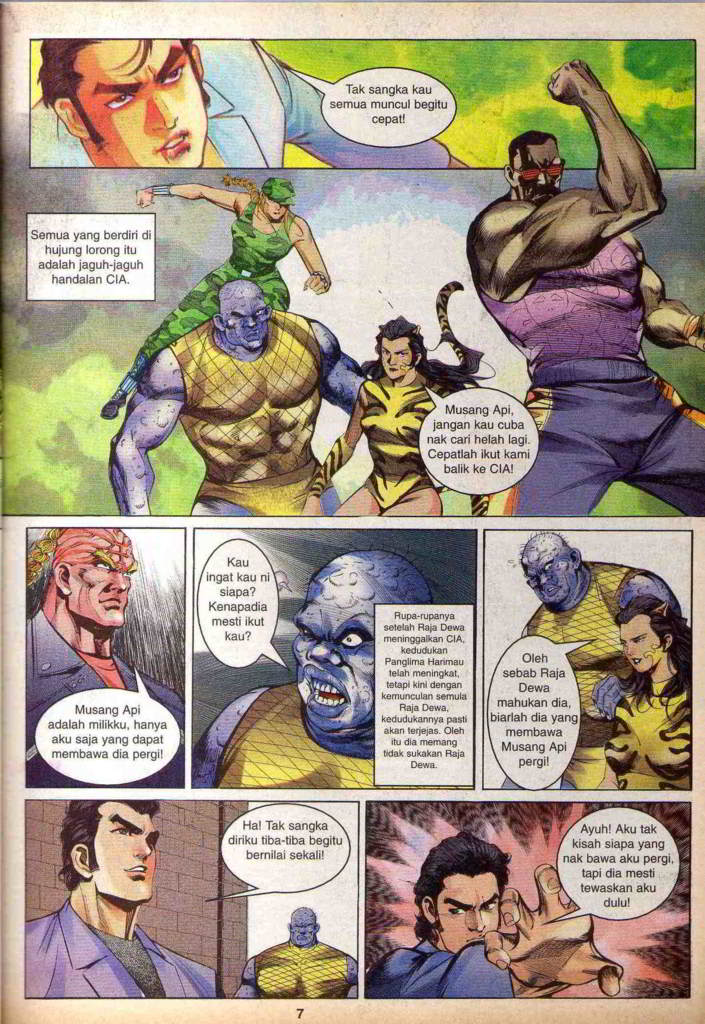 Tak sangka kau
semua muncul begitu
cepat!
Semua yang berdiri di
hujung lorong itu
adalah jaguh-jaguh
handalan CIA.
Musang Api,
jangan kau cuba
nak cari helah lagi.
Cepatlah ikut kami
balik ke CIA!
Musang Api
adalah milikku, hanya
aku saja yang dapat
membawa dia pergi!
Kau
ingat kau ni
siapa?
Kenapadia
mesti ikut
kau?
Rupa-rupanya
setelah Raja Dewa
meninggalkan CIA,
kedudukan
Panglima Harimau
telah meningkat,
tetapi kini dengan
kemunculan semula
Raja Dewa,
kedudukannya pasti
akan terjejas. Oleh
itu dia memang
tidak sukakan Raja
Dewa.
Oleh
sebab Raja
Dewa
mahukan dia,
biarlah dia yang
membawa
Musang Api
pergi!
Ha! Tak sangka
diriku tiba-tiba begitu
bernilai sekali!
Ayuh! Aku tak
kisah siapa yang
nak bawa aku pergi,
tapi dia mesti
tewaskan aku
dulu!
7